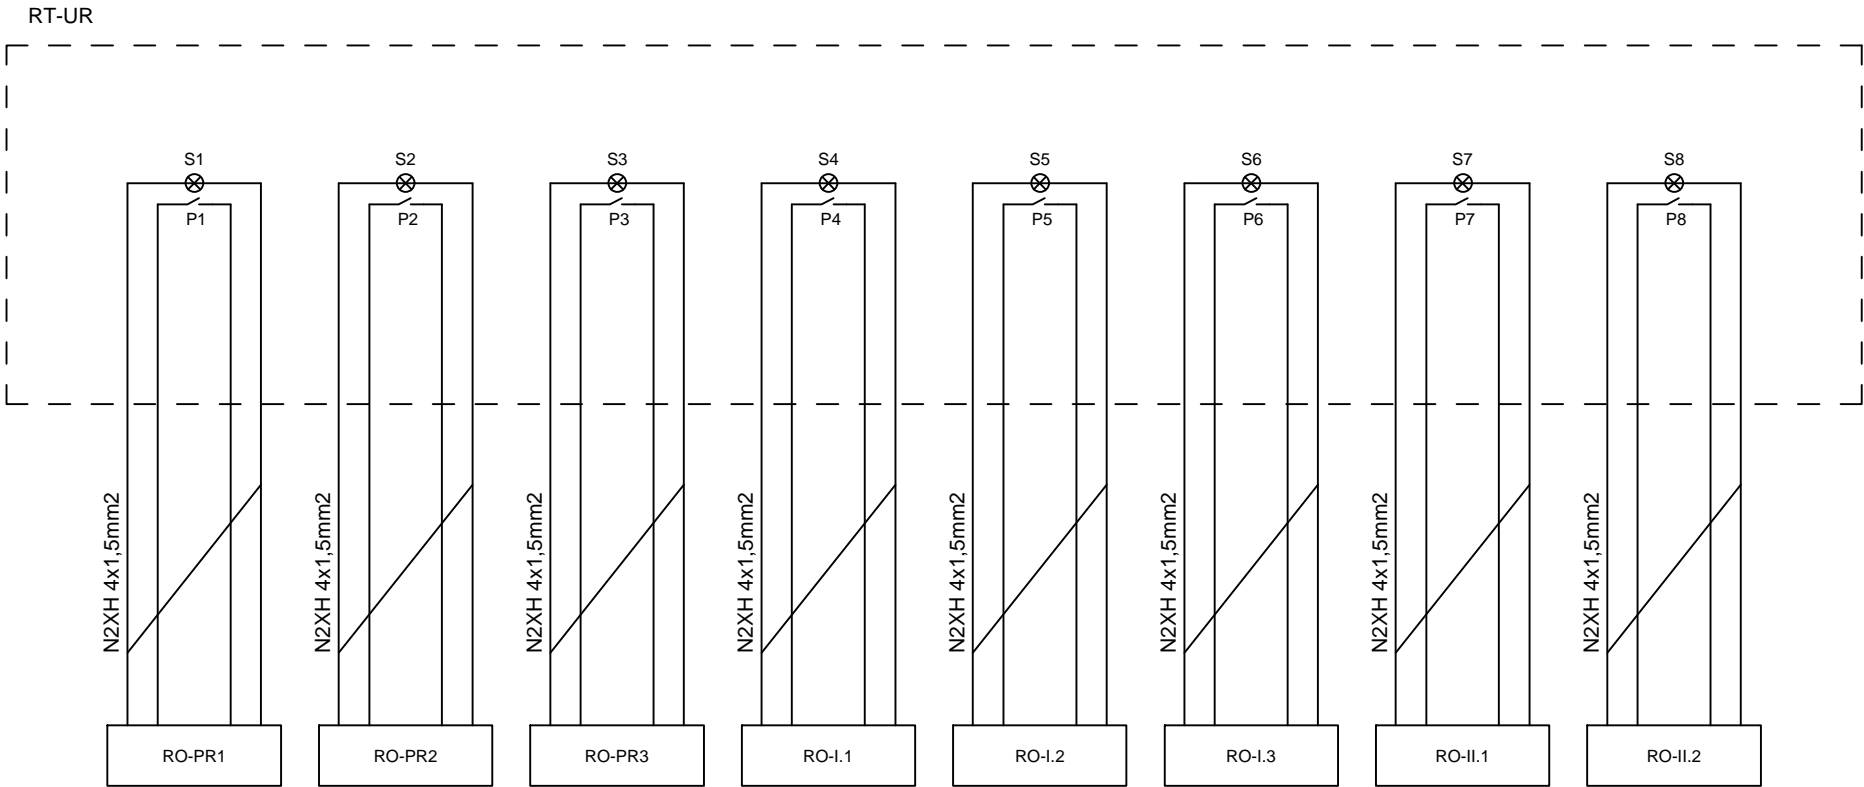 RT-UR
S1 S2 S3 S4 S5 S6 S7 S8
P1 P2 P3 P4 P5 P6 P7 P8
N2XH 4x1,5mm2
N2XH 4x1,5mm2
N2XH 4x1,5mm2
N2XH 4x1,5mm2
N2XH 4x1,5mm2
N2XH 4x1,5mm2
N2XH 4x1,5mm2
N2XH 4x1,5mm2
RO-PR1 RO-PR2 RO-PR3 RO-I.1 RO-I.2 RO-I.3 RO-II.1 RO-II.2